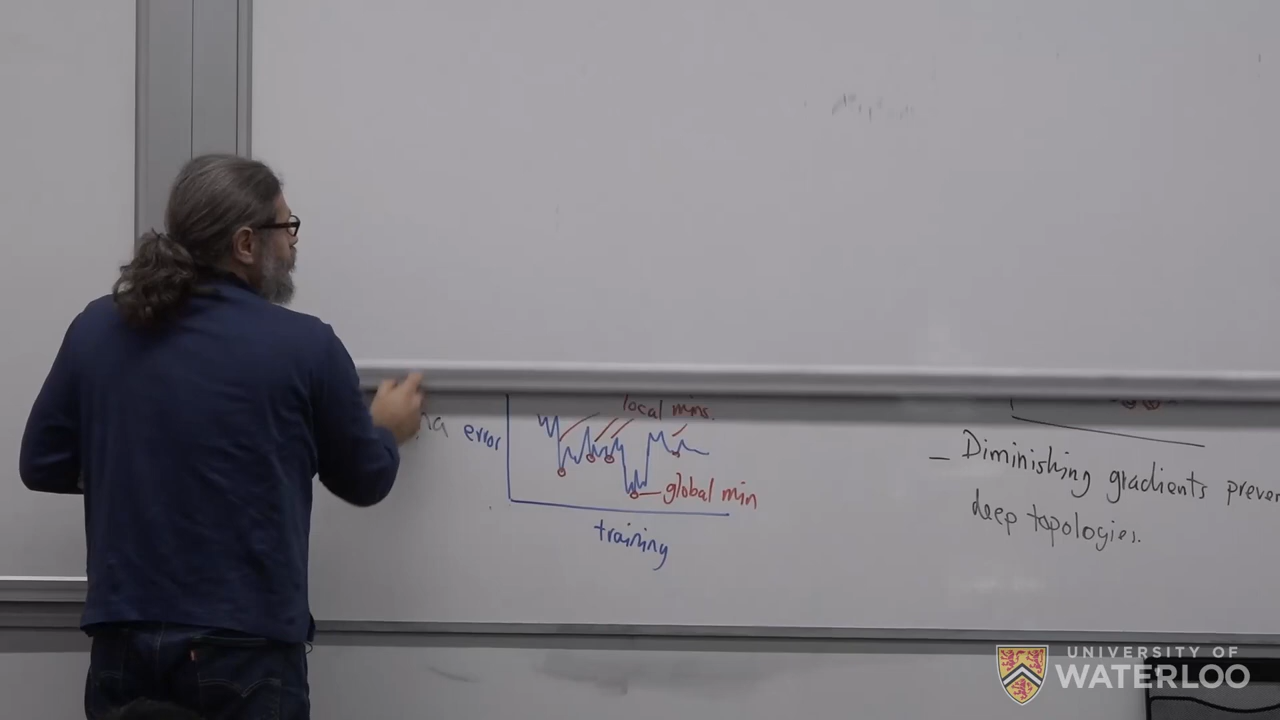 local mins.
error
global min
training
– Diminishing gradients
deep topologies.
UNIVERSITY OF
WATERLOO